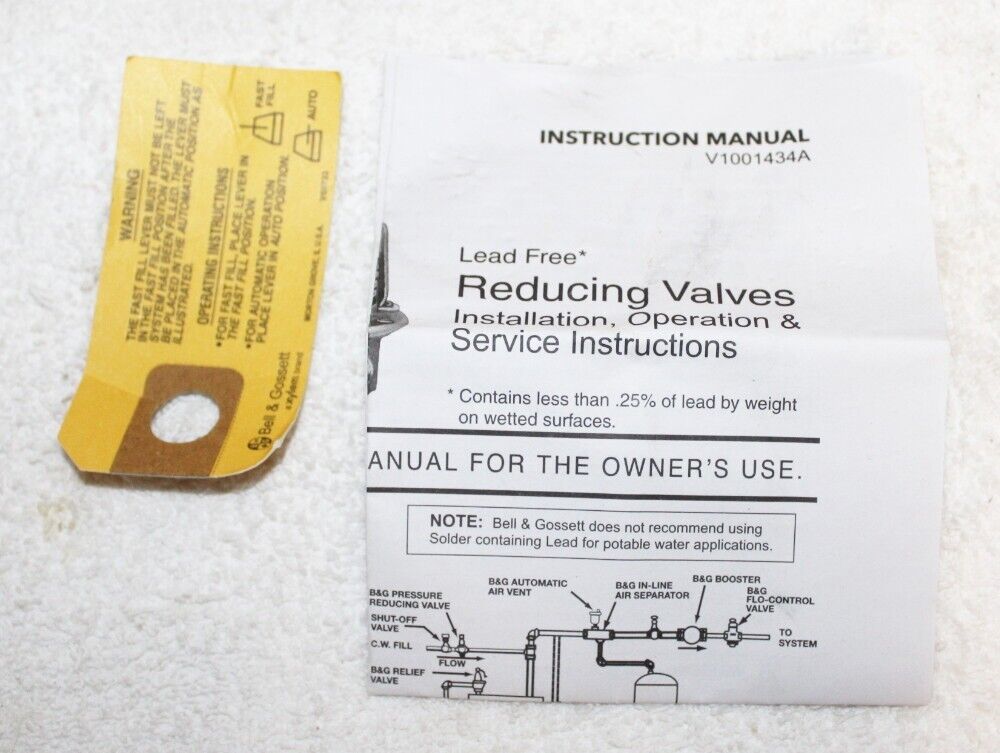 WARNING
THE FAST FILL LEVER MUST NOT BE LEFT
IN THE FAST FILL POSITION AFTER THE
SYSTEM HAS BEEN FILLED. THE LEVER MUST
BE PLACED IN THE AUTOMATIC POSITION AS
ILLUSTRATED.
OPERATING INSTRUCTIONS
*FOR FAST FILL, PLACE LEVER IN
THE FAST FILL POSITION.
*FOR AUTOMATIC OPERATION
PLACE LEVER IN AUTO POSITION.
FAST
FILL
AUTO
Bell & Gossett
a xylem brand
MORTON GROVE, IL U.S.A.
INSTRUCTION MANUAL
V1001434A
Lead Free*
Reducing Valves
Installation, Operation &
Service Instructions
* Contains less than .25% of lead by weight
on wetted surfaces.
ANUAL FOR THE OWNER'S USE.
NOTE: Bell & Gossett does not recommend using
Solder containing Lead for potable water applications.
B&G PRESSURE
REDUCING VALVE
SHUT-OFF
VALVE
C.W. FILL
FLOW
B&G RELIEF
VALVE
B&G AUTOMATIC
AIR VENT
B&G IN-LINE
AIR SEPARATOR
B&G BOOSTER
B&G
FLO-CONTROL
VALVE
TO
SYSTEM